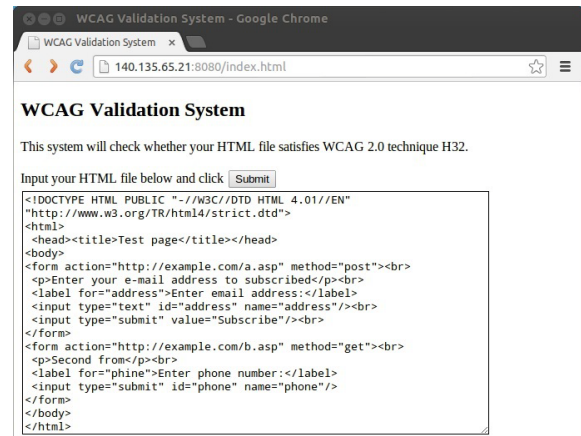 WCAG Validation System - Google Chrome
WCAG Validation System ×
140.135.65.21:8080/index.html
WCAG Validation System
This system will check whether your HTML file satisfies WCAG 2.0 technique H32.
Input your HTML file below and click Submit
<!DOCTYPE HTML PUBLIC "-//W3C//DTD HTML 4.01//EN"
"http://www.w3.org/TR/html4/strict.dtd">
<html>
<head><title>Test page</title></head>
<body>
<form action="http://example.com/a.asp" method="post"><br>
<p>Enter your e-mail address to subscribed</p><br>
<label for="address">Enter email address:</label>
<input type="text" id="address" name="address"/><br>
<input type="submit" value="Subscribe"/><br>
</form>
<form action="http://example.com/b.asp" method="get"><br>
<p>Second from</p><br>
<label for="phine">Enter phone number:</label>
<input type="submit" id="phone" name="phone"/>
</form>
</body>
</html>